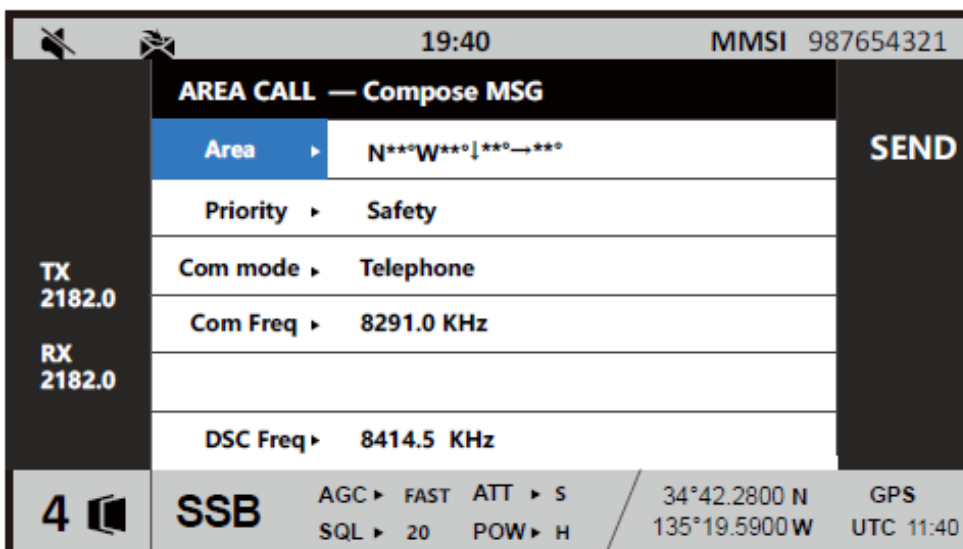 19:40 MMSI 987654321
AREA CALL — Compose MSG
Area ▸ N**°W**°↓**°→**°
SEND
Priority ▸ Safety
Com mode ▸ Telephone
Com Freq ▸ 8291.0 KHz
DSC Freq ▸ 8414.5 KHz
TX
2182.0
RX
2182.0
4 SSB
AGC ▸ FAST ATT ▸ S
SQL ▸ 20 POW ▸ H
34°42.2800 N
135°19.5900 W
GPS
UTC 11:40